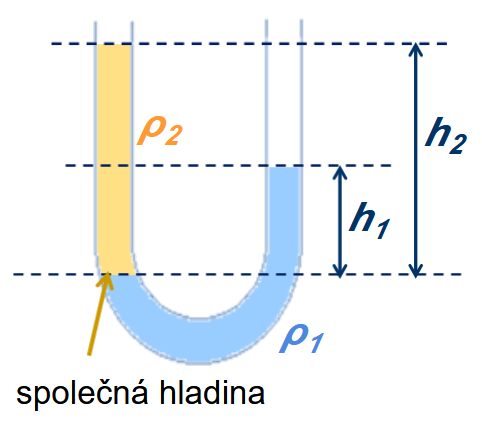 ρ2
h2
h1
ρ1
společná hladina